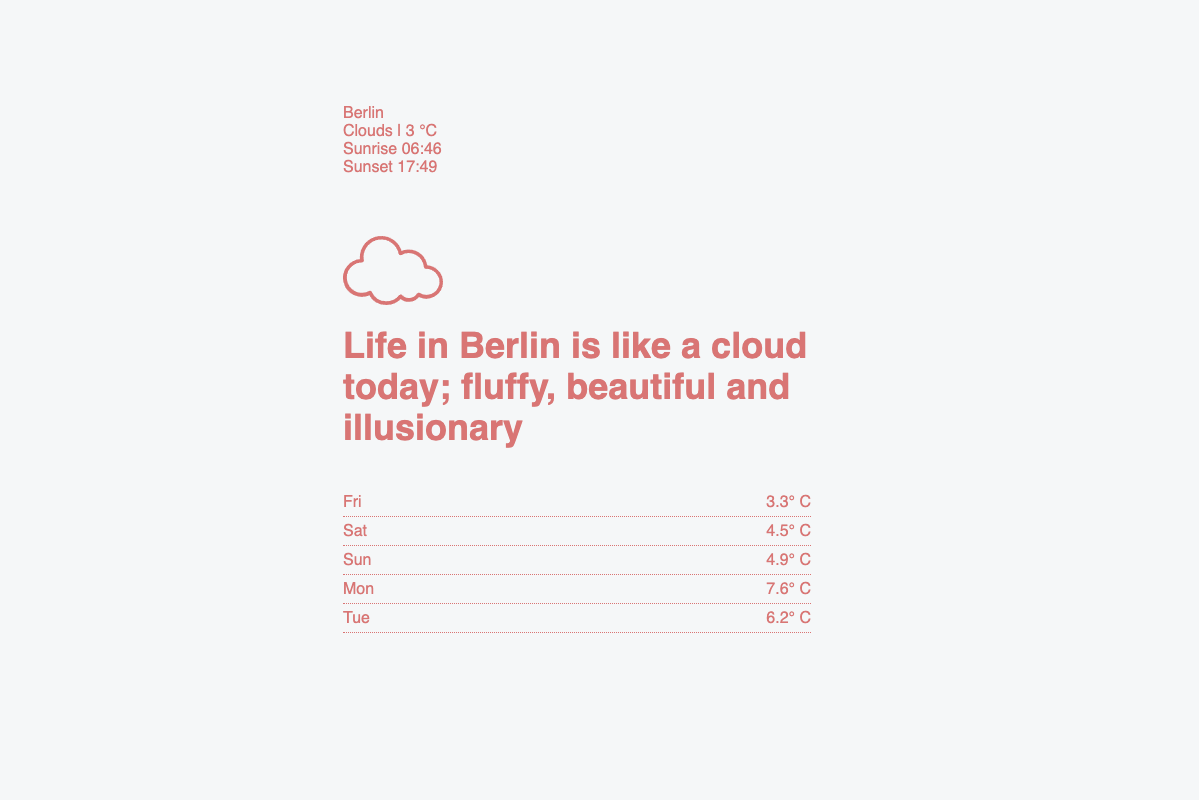 Berlin
Clouds | 3 °C
Sunrise 06:46
Sunset 17:49
Life in Berlin is like a cloud
today; fluffy, beautiful and
illusionary
Fri 3.3° C
Sat 4.5° C
Sun 4.9° C
Mon 7.6° C
Tue 6.2° C